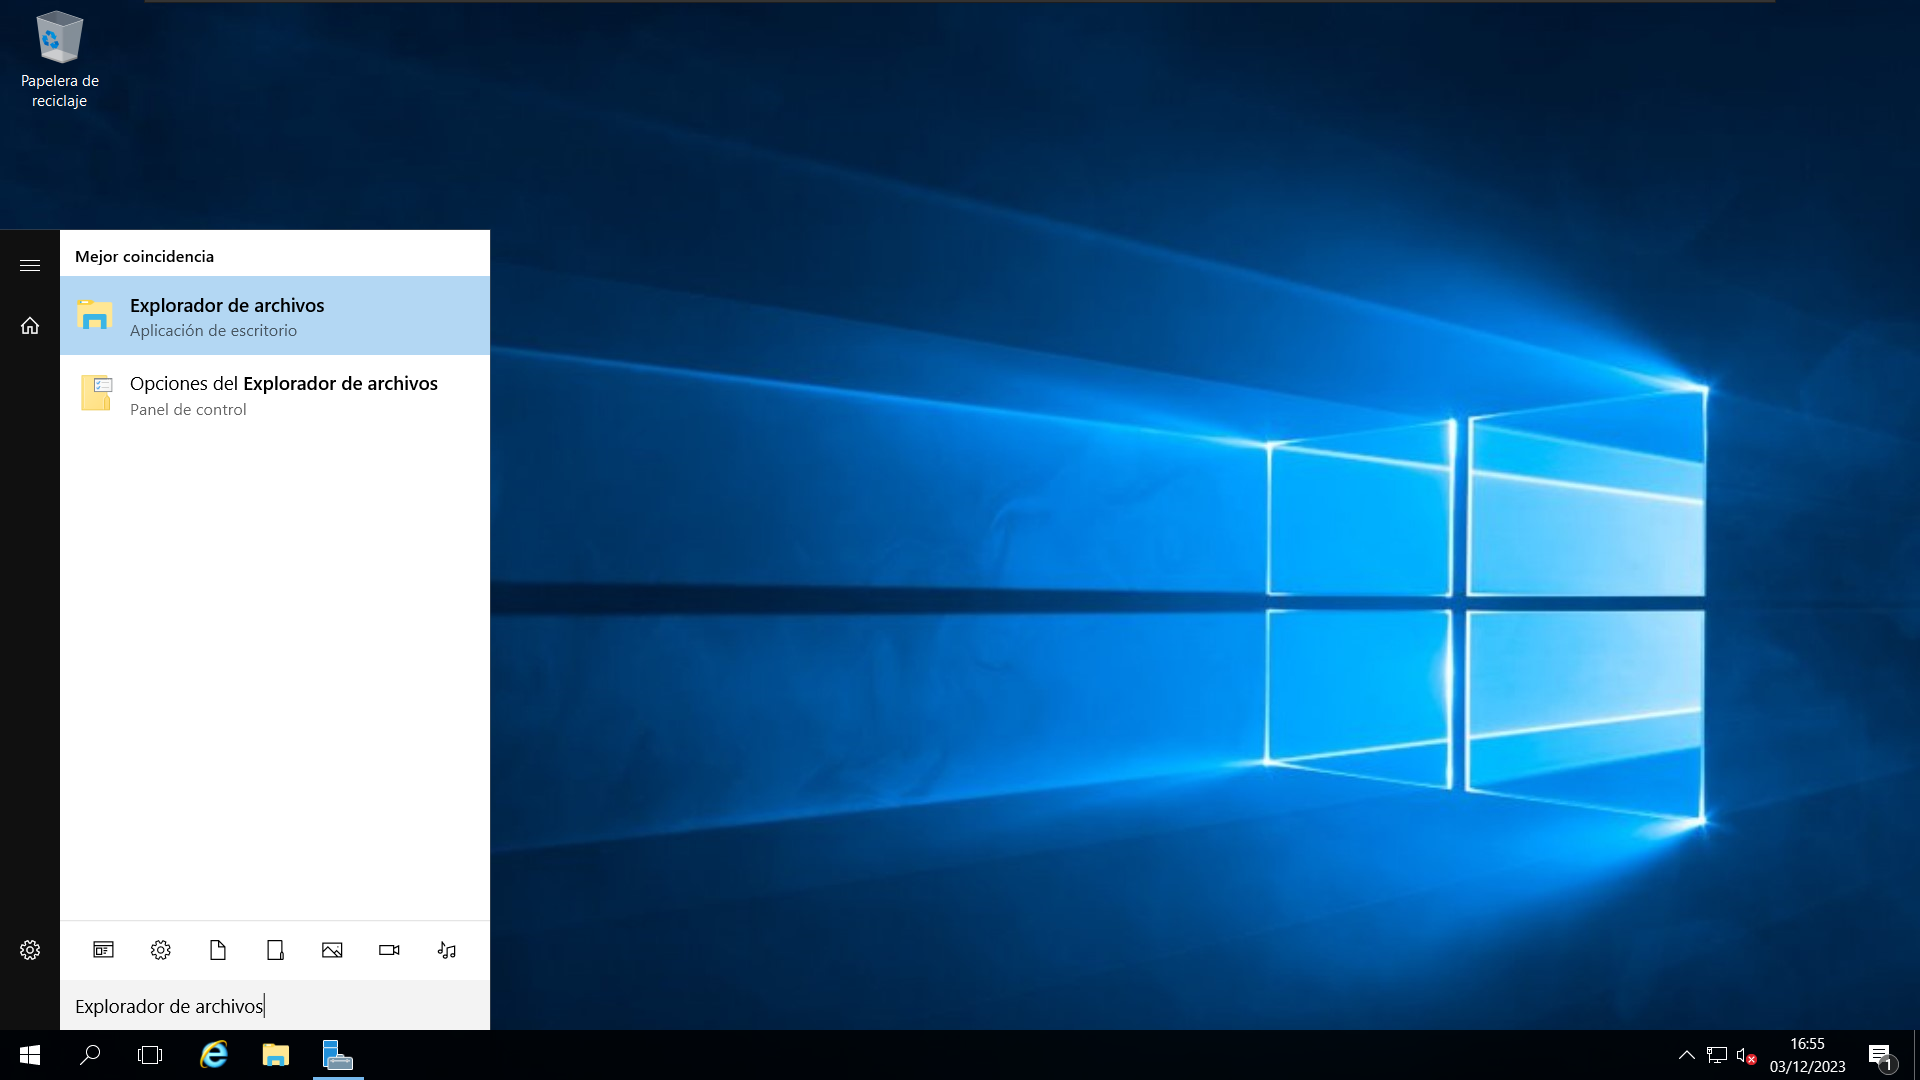 Papelera de
reciclaje
Mejor coincidencia
Explorador de archivos
Aplicación de escritorio
Opciones del Explorador de archivos
Panel de control
Explorador de archivos
16:55
03/12/2023
1